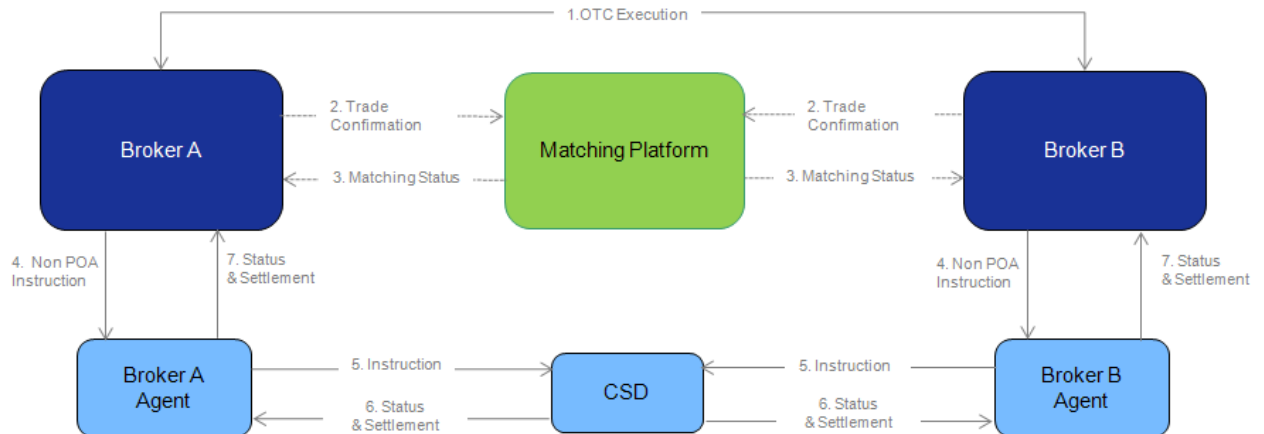 1.OTC Execution
Broker A
2. Trade
Confirmation
3. Matching Status
Matching Platform
2. Trade
Confirmation
3. Matching Status
Broker B
4. Non POA
Instruction
7. Status
& Settlement
4. Non POA
Instruction
7. Status
& Settlement
Broker A
Agent
5. Instruction
6. Status
& Settlement
CSD
5. Instruction
6. Status
& Settlement
Broker B
Agent